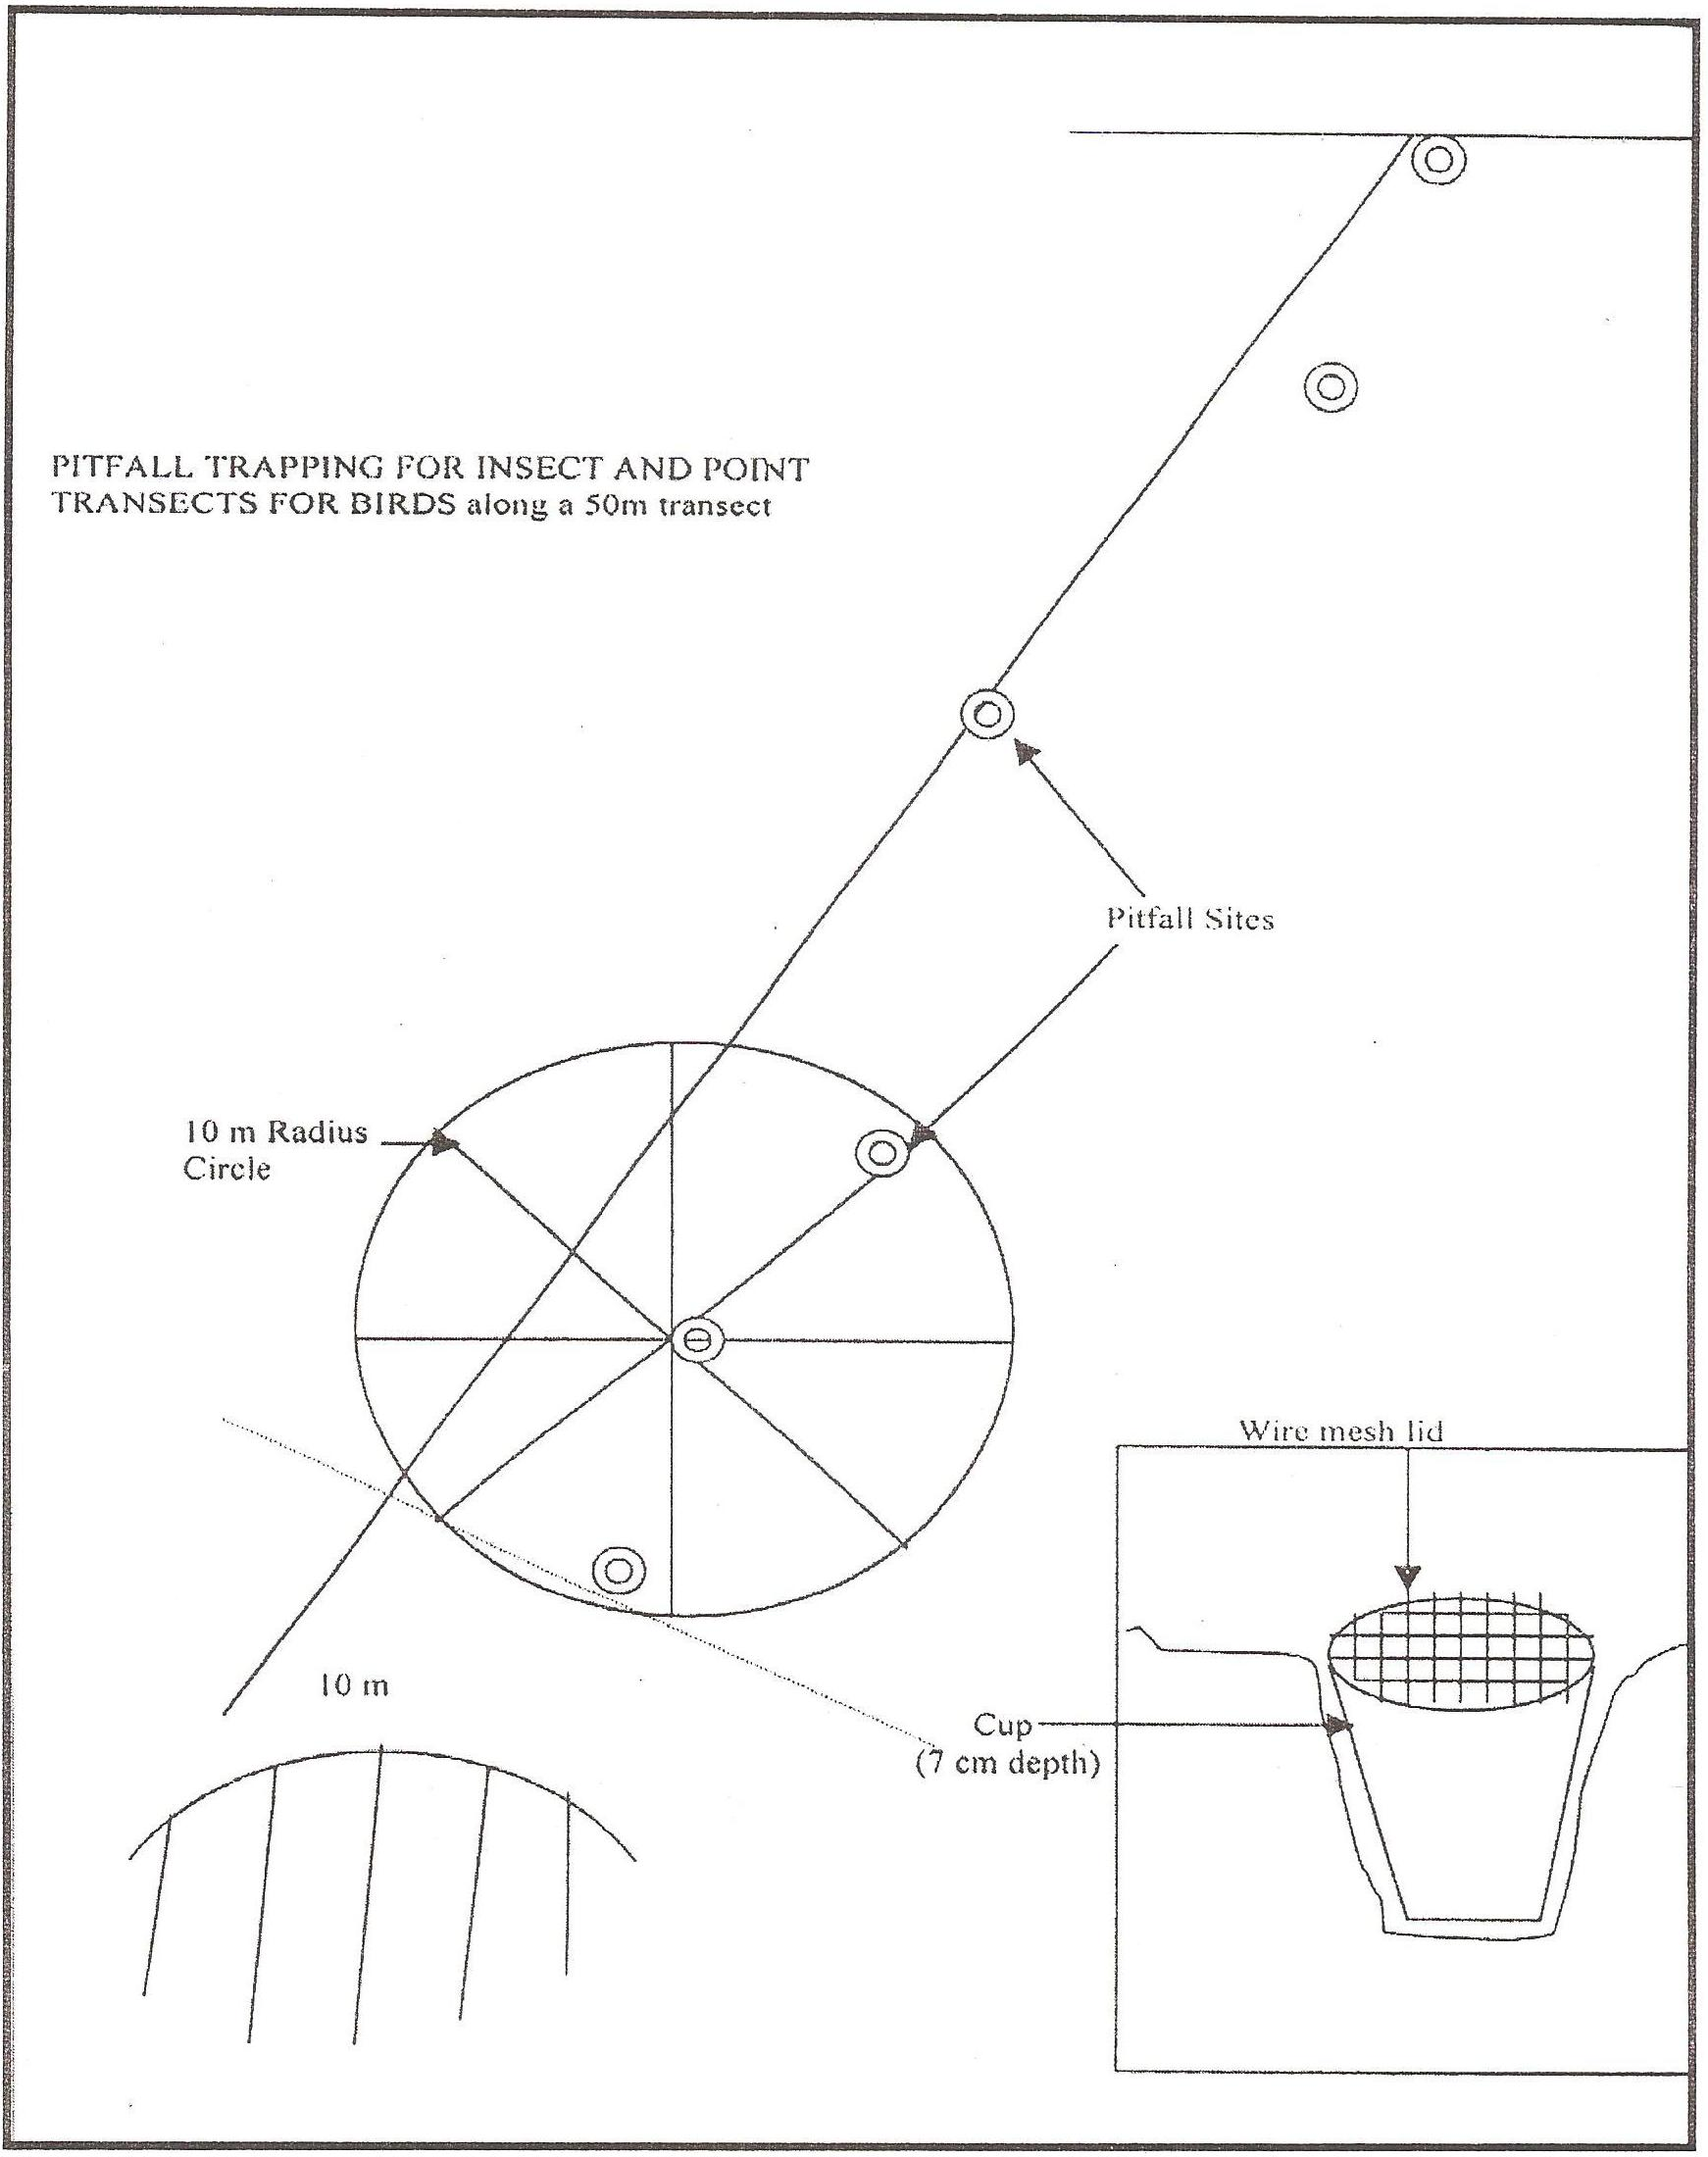 PITFALL TRAPPING FOR INSECT AND POINT
TRANSECTS FOR BIRDS along a 50m transect
Pitfall Sites
10 m Radius
Circle
Wire mesh lid
10 m
Cup
(7 cm depth)